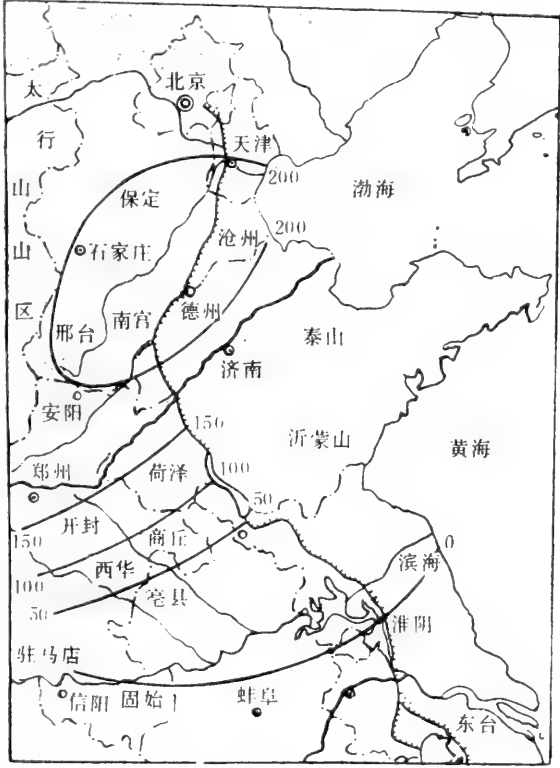 北京
太
行
山
山
区
天津
200
渤海
保定
200
沧州
石家庄
德州
南宫
邢台
泰山
济南
安阳
150
沂蒙山
黄海
郑州
荷泽
100
50
开封
商丘
150
0
西华
滨海
100
亳县
50
淮阴
驻马店
信阳
固始
蚌阜
东台